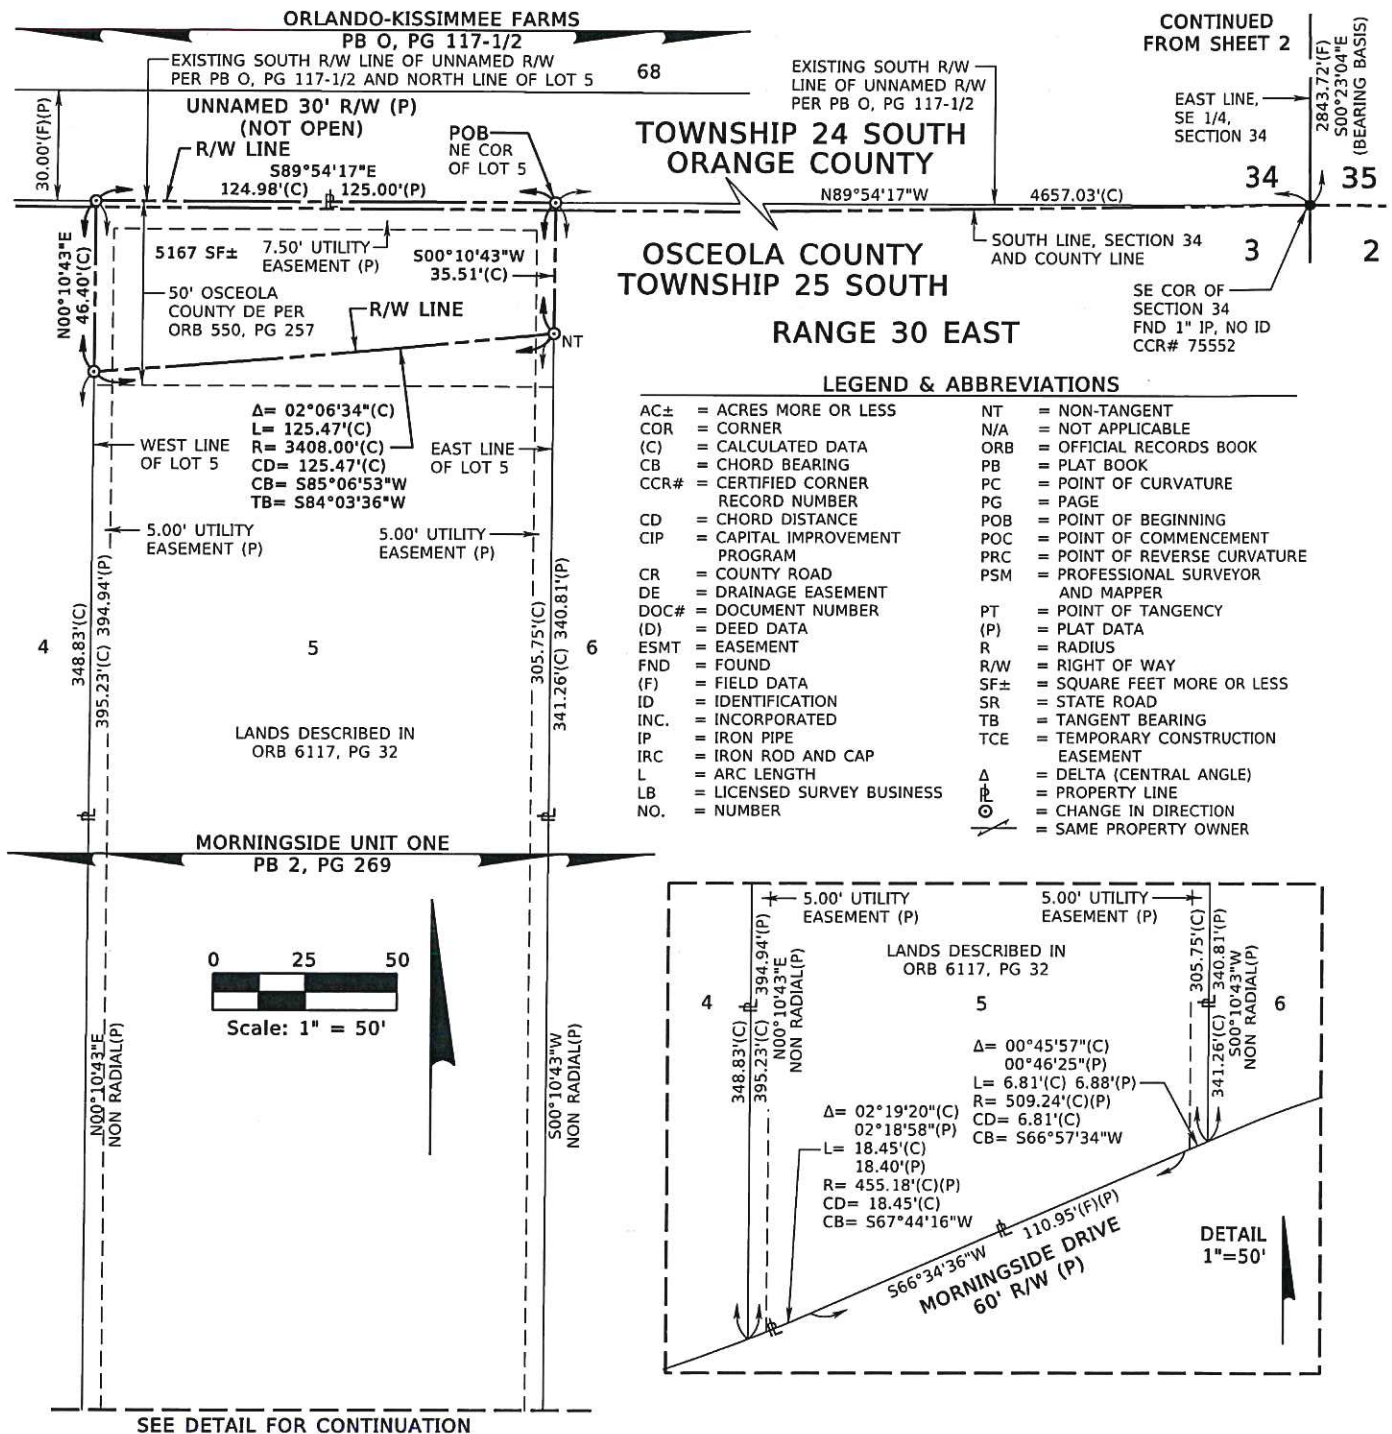 ORLANDO-KISSIMMEE FARMS
PB O, PG 117-1/2
EXISTING SOUTH R/W LINE OF UNNAMED R/W
PER PB O, PG 117-1/2 AND NORTH LINE OF LOT 5
68
UNNAMED 30' R/W (P)
(NOT OPEN)
R/W LINE
30.00'(F)(P)
POB
NE COR
OF LOT 5
S89°54'17"E
124.98'(C)
125.00'(P)
EXISTING SOUTH R/W
LINE OF UNNAMED R/W
PER PB O, PG 117-1/2
CONTINUED
FROM SHEET 2
EAST LINE,
SE 1/4,
SECTION 34
2843.72'(F)
S00°23'04"E
(BEARING BASIS)
TOWNSHIP 24 SOUTH
ORANGE COUNTY
34
35
N89°54'17"W
4657.03'(C)
OSCEOLA COUNTY
TOWNSHIP 25 SOUTH
SOUTH LINE, SECTION 34
AND COUNTY LINE
3
2
RANGE 30 EAST
SE COR OF
SECTION 34
FND 1" IP, NO ID
CCR# 75552
N00°10'43"E
46.40'(C)
5167 SF±
7.50' UTILITY
EASEMENT (P)
S00°10'43"W
35.51'(C)
50' OSCEOLA
COUNTY DE PER
ORB 550, PG 257
R/W LINE
NT
Δ= 02°06'34"(C)
L= 125.47'(C)
R= 3408.00'(C)
CD= 125.47'(C)
CB= S85°06'53"W
TB= S84°03'36"W
WEST LINE
OF LOT 5
EAST LINE
OF LOT 5
5.00' UTILITY
EASEMENT (P)
5.00' UTILITY
EASEMENT (P)
348.83'(C)
395.23'(C) 394.94'(P)
305.75'(C)
341.26'(C) 340.81'(P)
4
5
6
LANDS DESCRIBED IN
ORB 6117, PG 32
MORNINGSIDE UNIT ONE
PB 2, PG 269
0 25 50
Scale: 1" = 50'
N00°10'43"E
NON RADIAL(P)
S00°10'43"W
NON RADIAL(P)
SEE DETAIL FOR CONTINUATION
LEGEND & ABBREVIATIONS
AC± = ACRES MORE OR LESS
COR = CORNER
(C) = CALCULATED DATA
CB = CHORD BEARING
CCR# = CERTIFIED CORNER
RECORD NUMBER
CD = CHORD DISTANCE
CIP = CAPITAL IMPROVEMENT
PROGRAM
CR = COUNTY ROAD
DE = DRAINAGE EASEMENT
DOC# = DOCUMENT NUMBER
(D) = DEED DATA
ESMT = EASEMENT
FND = FOUND
(F) = FIELD DATA
ID = IDENTIFICATION
INC. = INCORPORATED
IP = IRON PIPE
IRC = IRON ROD AND CAP
L = ARC LENGTH
LB = LICENSED SURVEY BUSINESS
NO. = NUMBER
NT = NON-TANGENT
N/A = NOT APPLICABLE
ORB = OFFICIAL RECORDS BOOK
PB = PLAT BOOK
PC = POINT OF CURVATURE
PG = PAGE
POB = POINT OF BEGINNING
POC = POINT OF COMMENCEMENT
PRC = POINT OF REVERSE CURVATURE
PSM = PROFESSIONAL SURVEYOR
AND MAPPER
PT = POINT OF TANGENCY
(P) = PLAT DATA
R = RADIUS
R/W = RIGHT OF WAY
SF± = SQUARE FEET MORE OR LESS
SR = STATE ROAD
TB = TANGENT BEARING
TCE = TEMPORARY CONSTRUCTION
EASEMENT
Δ = DELTA (CENTRAL ANGLE)
PL = PROPERTY LINE
= CHANGE IN DIRECTION
= SAME PROPERTY OWNER
5.00' UTILITY
EASEMENT (P)
5.00' UTILITY
EASEMENT (P)
LANDS DESCRIBED IN
ORB 6117, PG 32
4
5
6
348.83'(C)
395.23'(C) 394.94'(P)
N00°10'43"E
NON RADIAL(P)
305.75'(C)
341.26'(C) 340.81'(P)
S00°10'43"W
NON RADIAL(P)
Δ= 00°45'57"(C)
00°46'25"(P)
L= 6.81'(C) 6.88'(P)
R= 509.24'(C)(P)
CD= 6.81'(C)
CB= S66°57'34"W
Δ= 02°19'20"(C)
02°18'58"(P)
L= 18.45'(C)
18.40'(P)
R= 455.18'(C)(P)
CD= 18.45'(C)
CB= S67°44'16"W
S66°34'36"W
110.95'(F)(P)
MORNINGSIDE DRIVE
60' R/W (P)
DETAIL
1"=50'